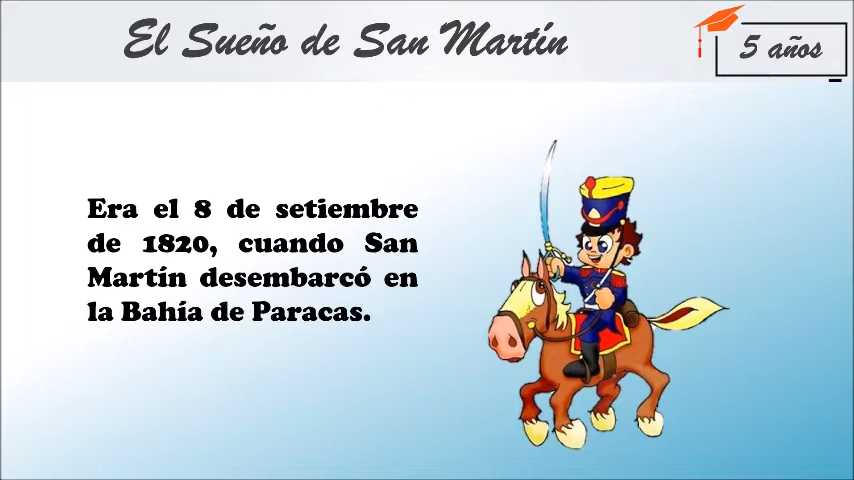 El Sueño de San Martín
5 años
Era el 8 de setiembre
de 1820, cuando San
Martín desembarcó en
la Bahía de Paracas.